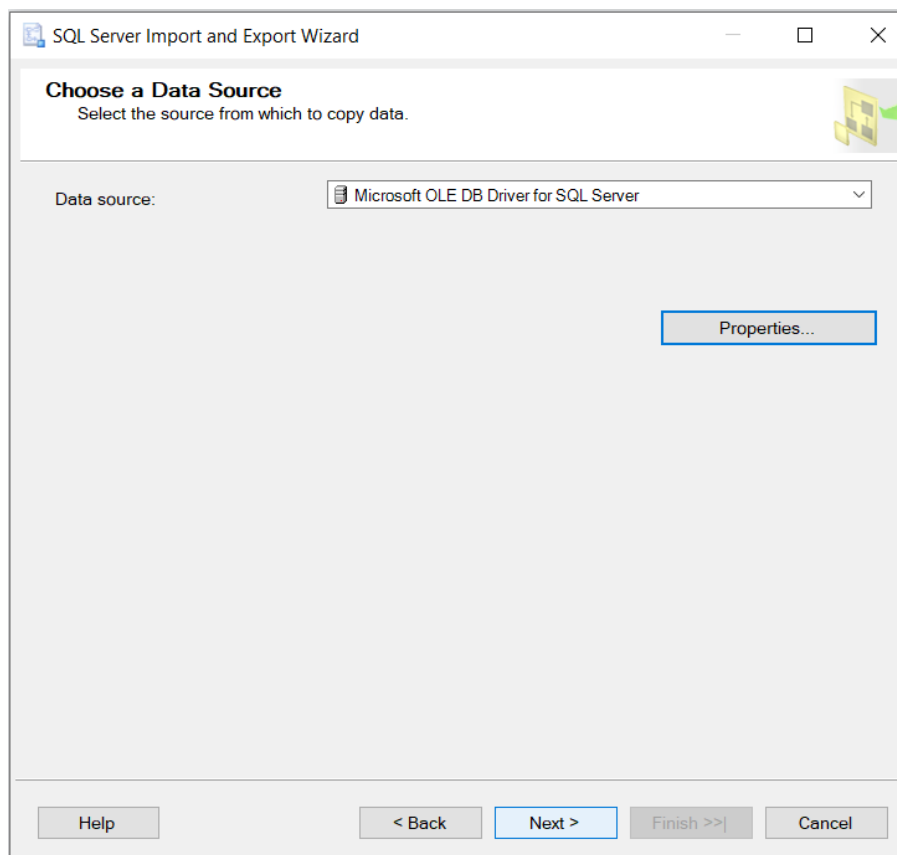 SQL Server Import and Export Wizard
Choose a Data Source
Select the source from which to copy data.
Data source:
Microsoft OLE DB Driver for SQL Server
Properties...
Help
< Back
Next >
Finish >>|
Cancel